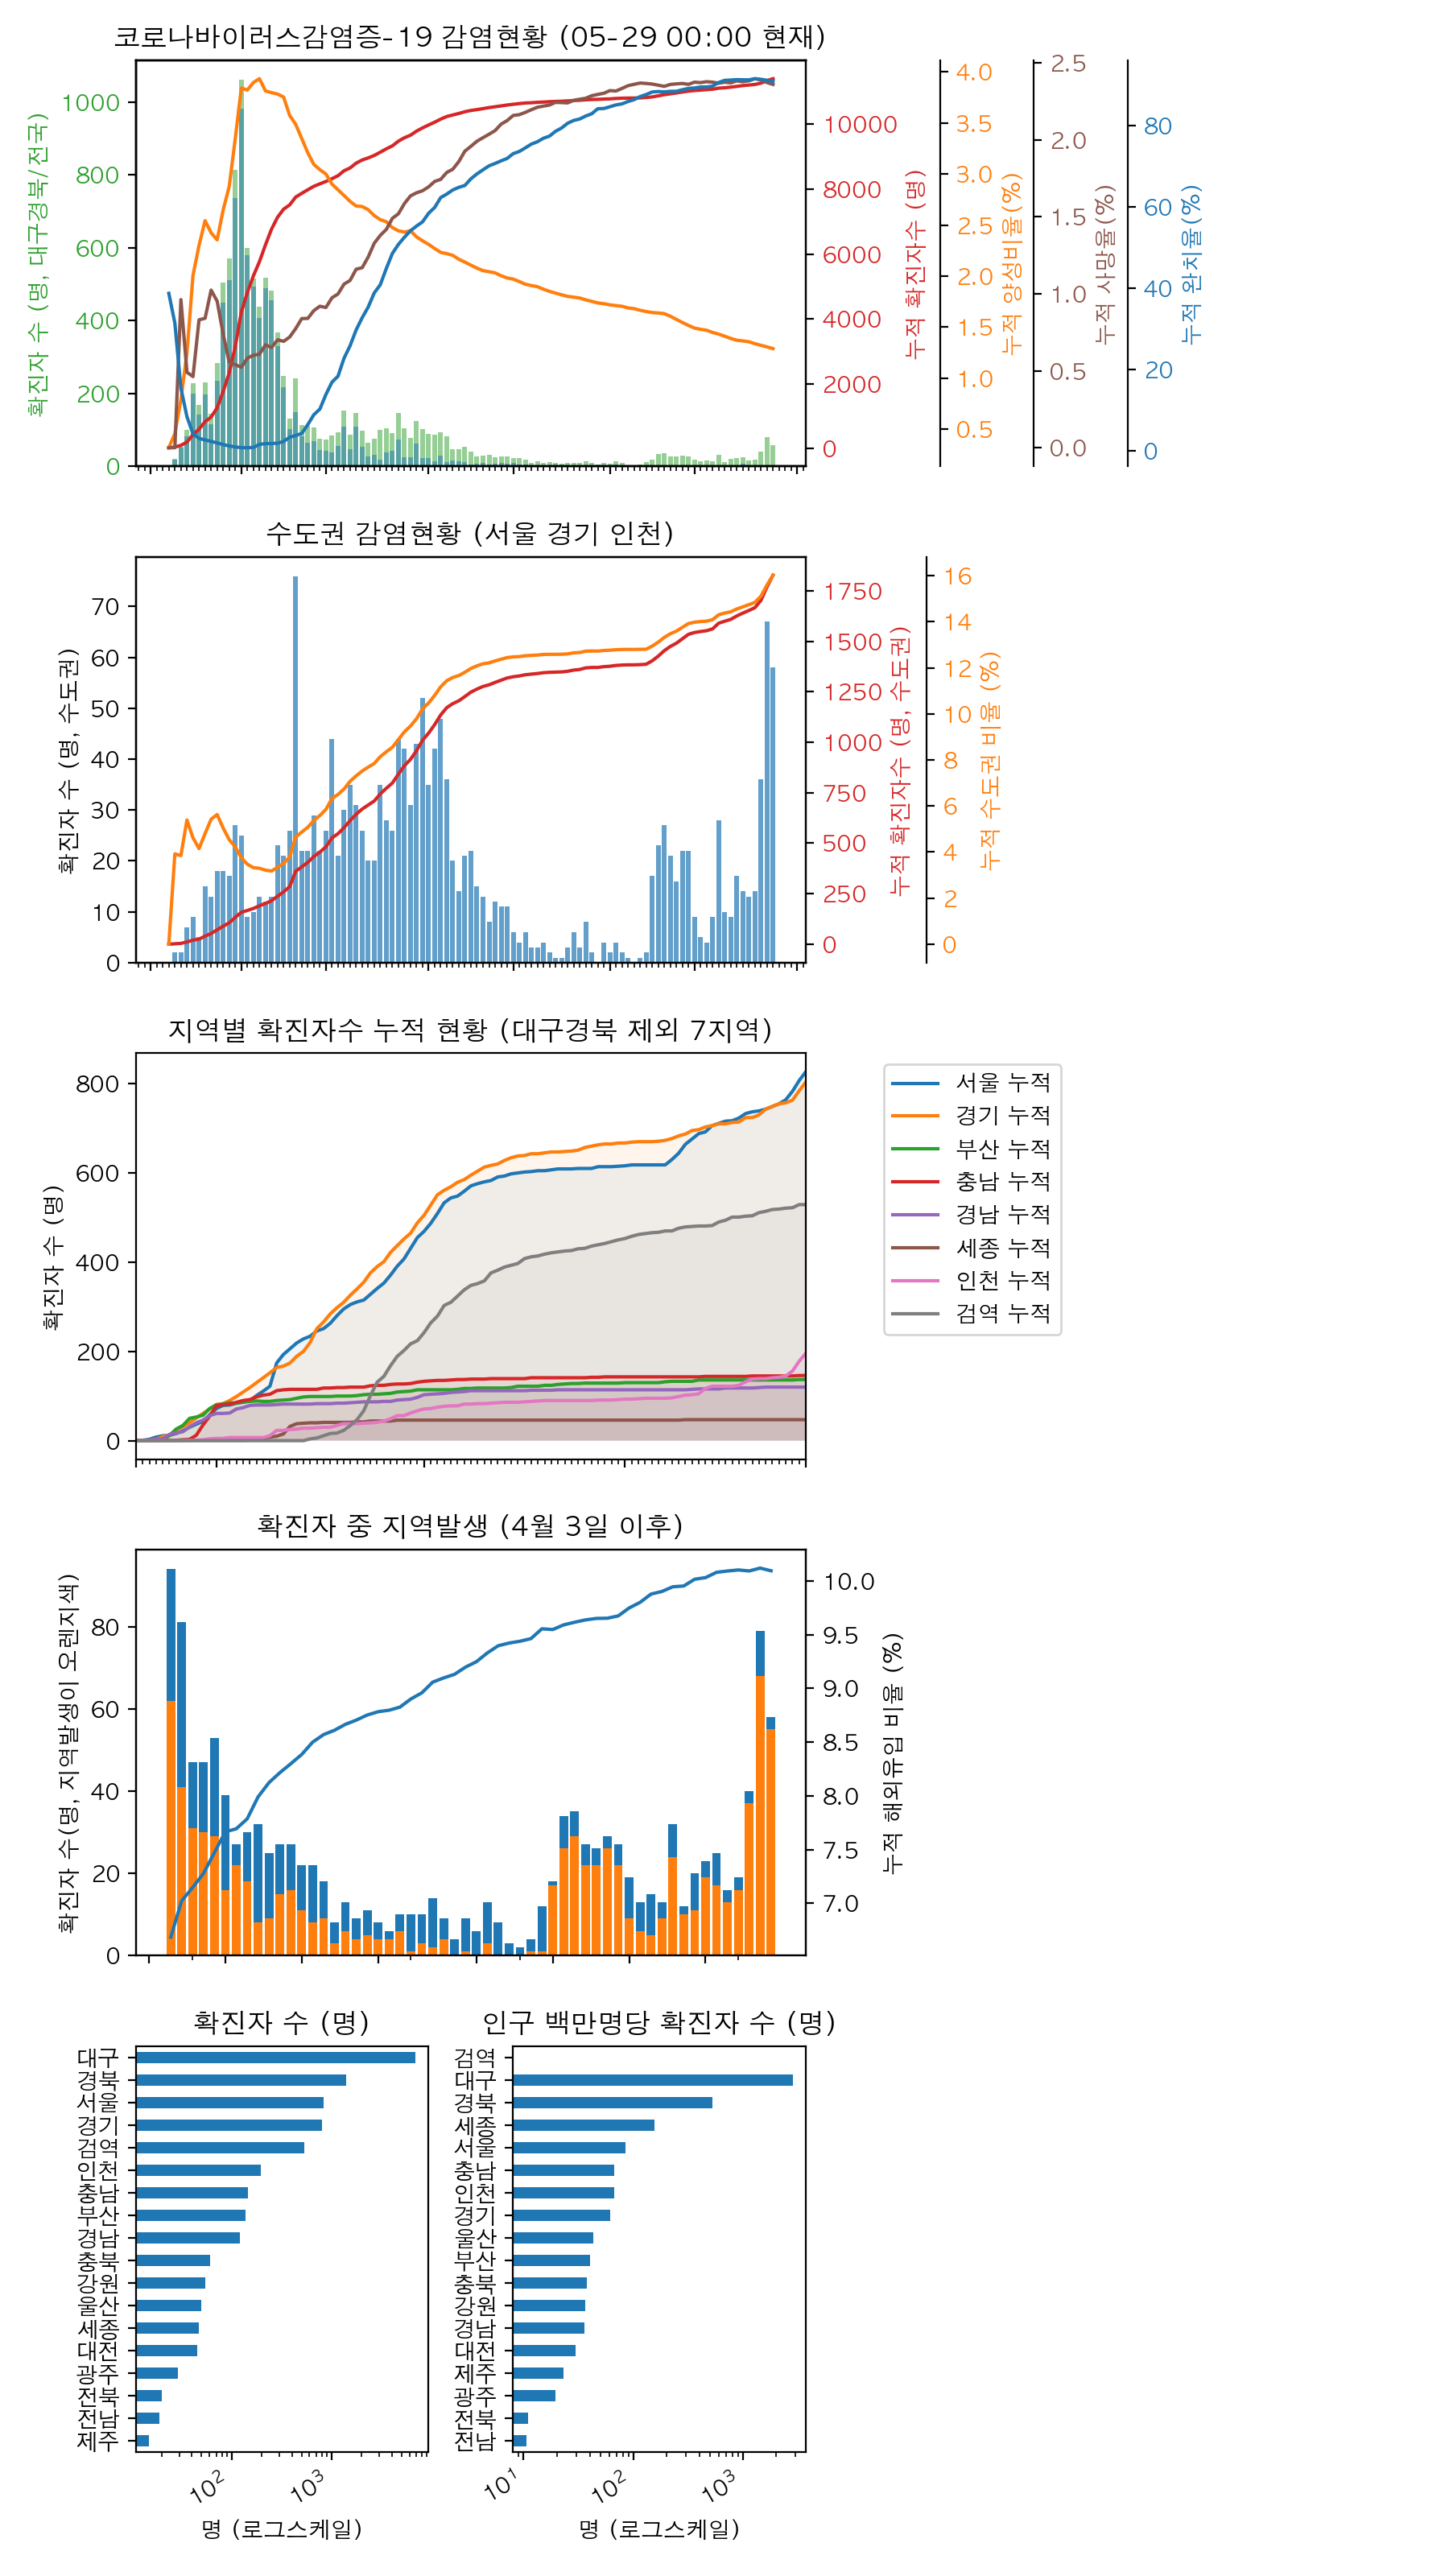 코로나바이러스감염증-19 감염현황 (05-29 00:00 현재)
확진자 수 (명, 대구경북/전국)
1000
800
600
400
200
0
10000
8000
6000
4000
2000
0
누적 확진자수 (명)
4.0
3.5
3.0
2.5
2.0
1.5
1.0
0.5
누적 양성비율(%)
2.5
2.0
1.5
1.0
0.5
0.0
누적 사망율(%)
80
60
40
20
0
누적 완치율(%)
수도권 감염현황 (서울 경기 인천)
확진자 수 (명, 수도권)
70
60
50
40
30
20
10
0
1750
1500
1250
1000
750
500
250
0
누적 확진자수 (명, 수도권)
16
14
12
10
8
6
4
2
0
누적 수도권 비율 (%)
지역별 확진자수 누적 현황 (대구경북 제외 7지역)
확진자 수 (명)
800
600
400
200
0
서울 누적
경기 누적
부산 누적
충남 누적
경남 누적
세종 누적
인천 누적
검역 누적
확진자 중 지역발생 (4월 3일 이후)
확진자 수(명, 지역발생이 오렌지색)
80
60
40
20
0
10.0
9.5
9.0
8.5
8.0
7.5
7.0
누적 해외유입 비율 (%)
확진자 수 (명)
대구
경북
서울
경기
검역
인천
충남
부산
경남
충북
강원
울산
세종
대전
광주
전북
전남
제주
10²
10³
명 (로그스케일)
인구 백만명당 확진자 수 (명)
검역
대구
경북
세종
서울
충남
인천
경기
울산
부산
충북
강원
경남
대전
제주
광주
전북
전남
10¹
10²
10³
명 (로그스케일)